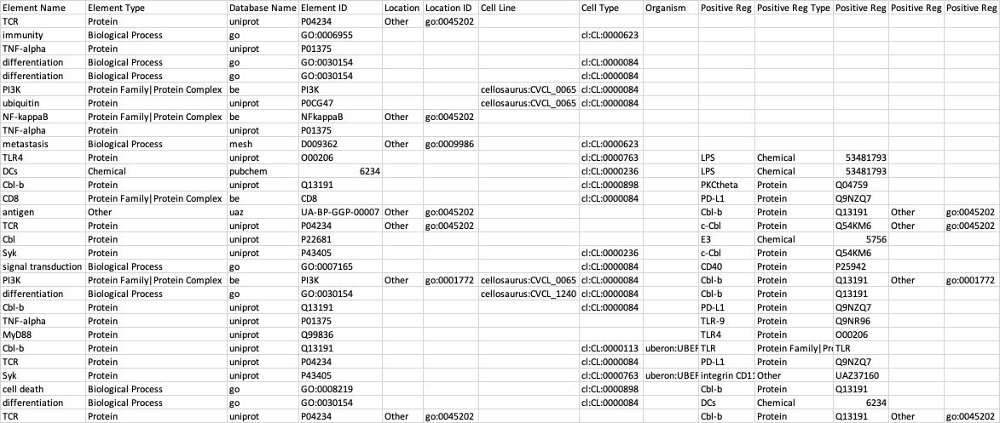 Element Name Element Type Database Name Element ID Location Location ID Cell Line Cell Type Organism Positive Reg Positive Reg Type Positive Reg Positive Reg Positive Reg
TCR Protein uniprot P04234 Other go:0045202
immunity Biological Process go GO:0006955 cl:CL:0000623
TNF-alpha Protein uniprot P01375
differentiation Biological Process go GO:0030154 cl:CL:0000084
differentiation Biological Process go GO:0030154 cl:CL:0000084
PI3K Protein Family|Protein Complex be PI3K cellosaurus:CVCL_0065 cl:CL:0000084
ubiquitin Protein uniprot P0CG47 cellosaurus:CVCL_0065 cl:CL:0000084
NF-kappaB Protein Family|Protein Complex be NFkappaB Other go:0045202
TNF-alpha Protein uniprot P01375
metastasis Biological Process mesh D009362 Other go:0009986 cl:CL:0000623
TLR4 Protein uniprot O00206 cl:CL:0000763 LPS Chemical 53481793
DCs Chemical pubchem 6234 cl:CL:0000236 LPS Chemical 53481793
Cbl-b Protein uniprot Q13191 cl:CL:0000898 PKCtheta Protein Q04759
CD8 Protein Family|Protein Complex be CD8 cl:CL:0000084 PD-L1 Protein Q9NZQ7
antigen Other uaz UA-BP-GGP-00007 Other go:0045202 Cbl-b Protein Q13191 Other go:0045202
TCR Protein uniprot P04234 Other go:0045202 c-Cbl Protein Q54KM6 Other go:0045202
Cbl Protein uniprot P22681 E3 Chemical 5756
Syk Protein uniprot P43405 cl:CL:0000236 c-Cbl Protein Q54KM6
signal transduction Biological Process go GO:0007165 cl:CL:0000084 CD40 Protein P25942
PI3K Protein Family|Protein Complex be PI3K Other go:0001772 cellosaurus:CVCL_0065 cl:CL:0000084 Cbl-b Protein Q13191 Other go:0001772
differentiation Biological Process go GO:0030154 cellosaurus:CVCL_1240 cl:CL:0000084 Cbl-b Protein Q13191
Cbl-b Protein uniprot Q13191 cl:CL:0000084 PD-L1 Protein Q9NZQ7
TNF-alpha Protein uniprot P01375 TLR-9 Protein Q9NR96
MyD88 Protein uniprot Q99836 TLR4 Protein O00206
Cbl-b Protein uniprot Q13191 cl:CL:0000113 uberon:UBER TLR Protein Family|Pro TLR
TCR Protein uniprot P04234 cl:CL:0000084 PD-L1 Protein Q9NZQ7
Syk Protein uniprot P43405 cl:CL:0000763 uberon:UBER integrin CD11 Other UAZ37160
cell death Biological Process go GO:0008219 cl:CL:0000898 Cbl-b Protein Q13191
differentiation Biological Process go GO:0030154 cl:CL:0000084 DCs Chemical 6234
TCR Protein uniprot P04234 Other go:0045202 Cbl-b Protein Q13191 Other go:0045202